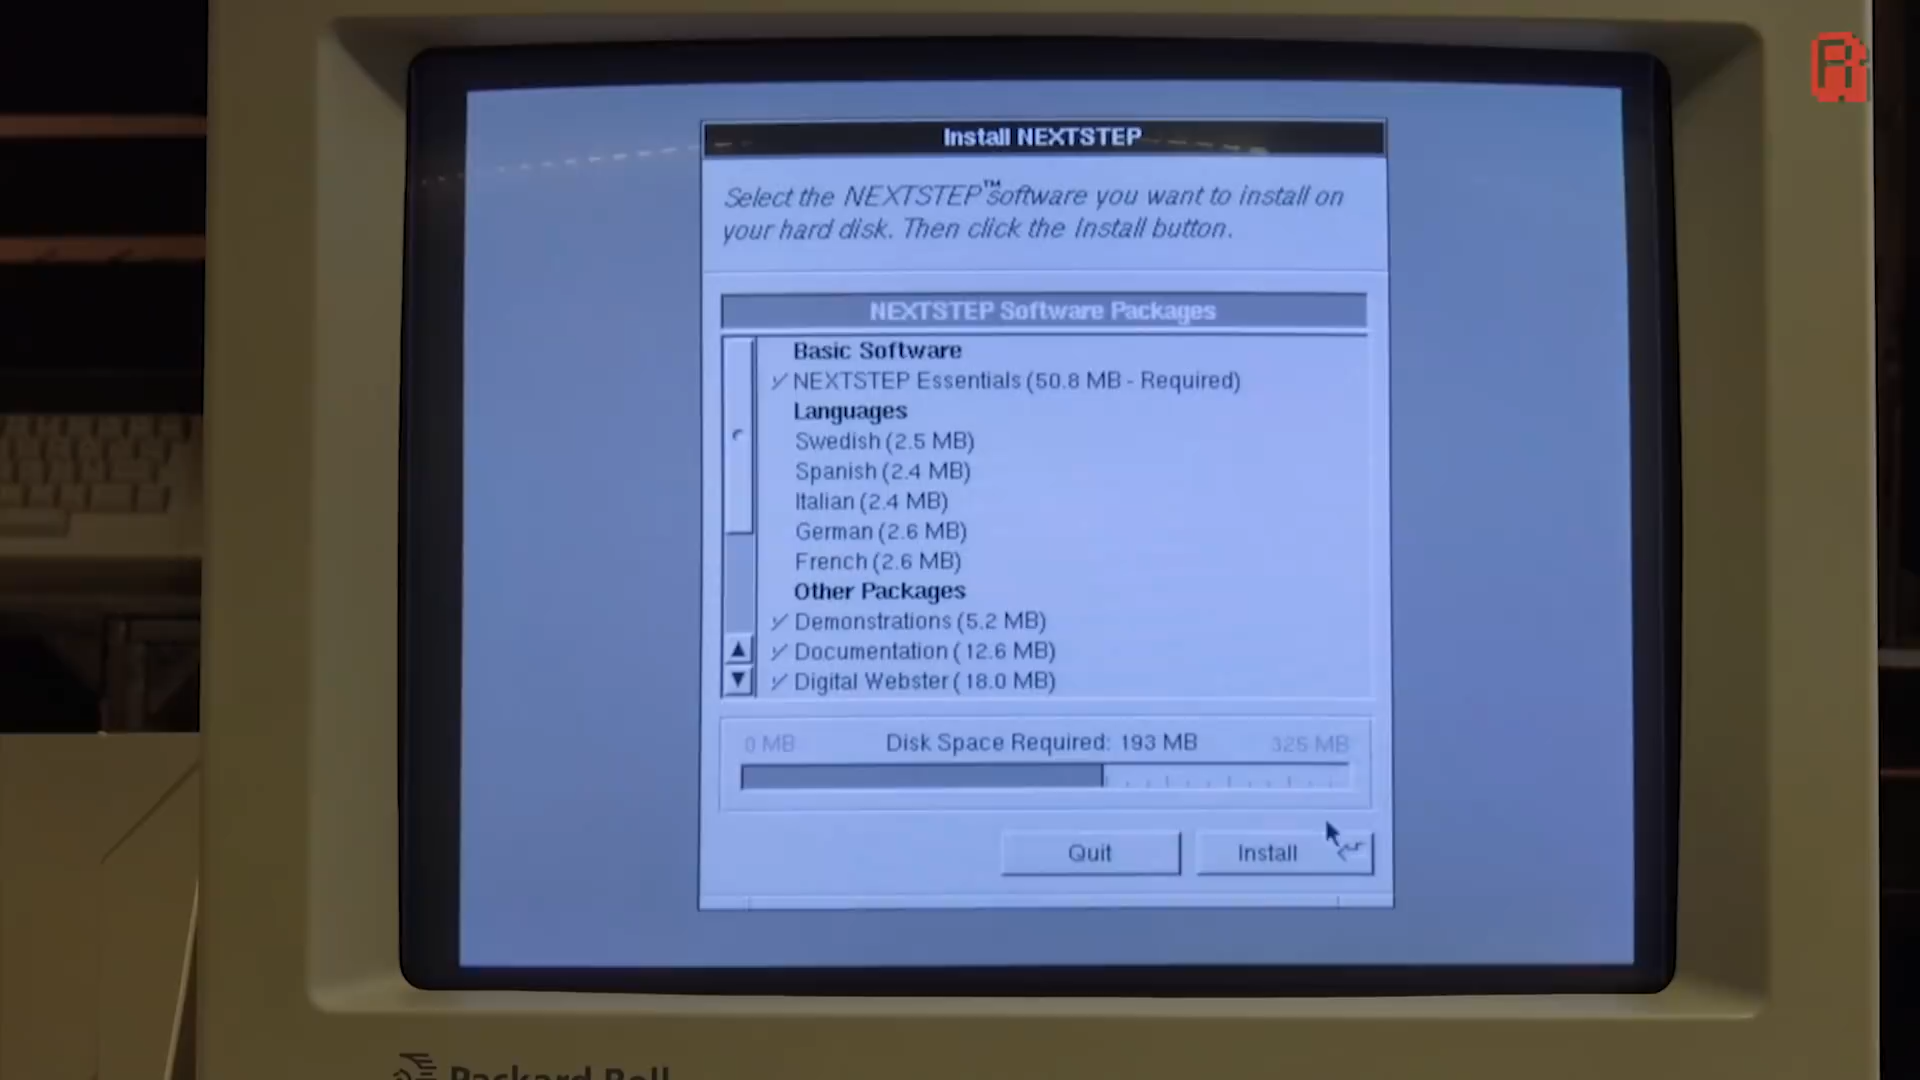 Install NEXTSTEP
Select the NEXTSTEP™ software you want to install on
your hard disk. Then click the Install button.
NEXTSTEP Software Packages
Basic Software
NEXTSTEP Essentials (50.8 MB - Required)
Languages
Swedish (2.5 MB)
Spanish (2.4 MB)
Italian (2.4 MB)
German (2.6 MB)
French (2.6 MB)
Other Packages
Demonstrations (5.2 MB)
Documentation (12.6 MB)
Digital Webster (18.0 MB)
0 MB Disk Space Required: 193 MB 325 MB
Quit Install
Packard Bell